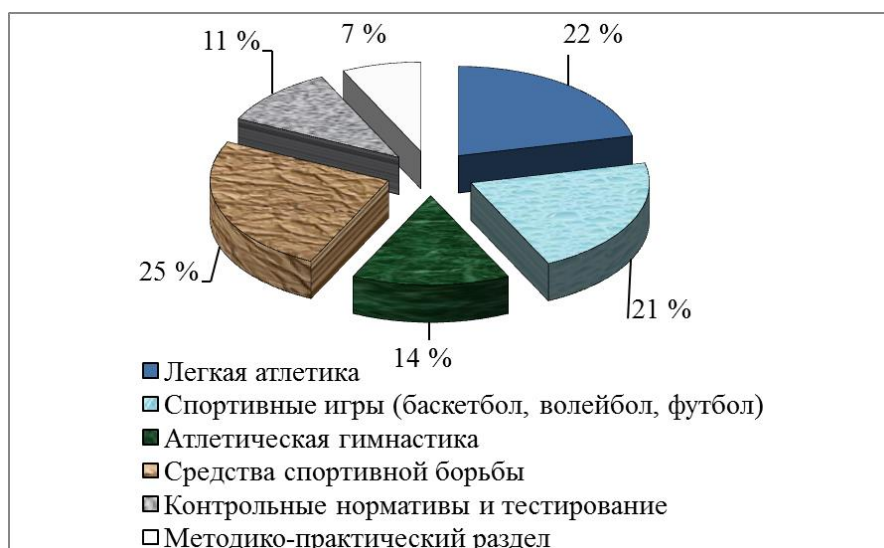 11 %
7 %
22 %
25 %
21 %
14 %
Легкая атлетика
Спортивные игры (баскетбол, волейбол, футбол)
Атлетическая гимнастика
Средства спортивной борьбы
Контрольные нормативы и тестирование
Методико-практический раздел